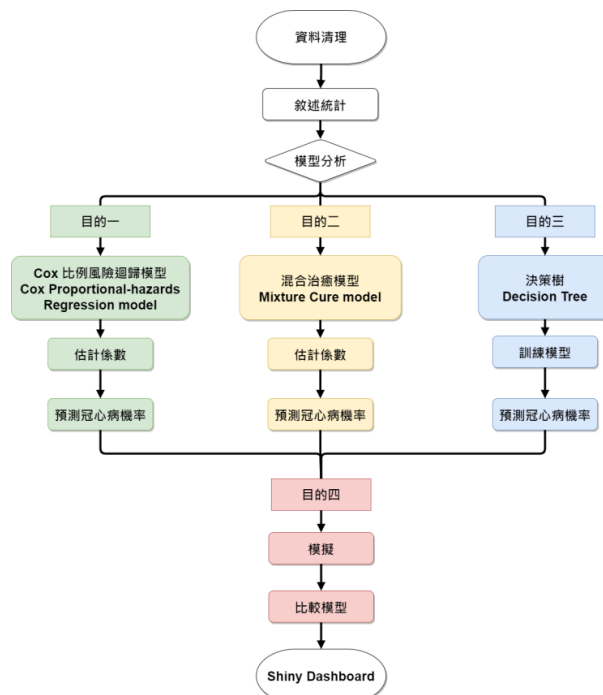 資料清理
敘述統計
模型分析
目的一
目的二
目的三
Cox 比例風險迴歸模型
Cox Proportional-hazards
Regression model
混合治癒模型
Mixture Cure model
決策樹
Decision Tree
估計係數
估計係數
訓練模型
預測冠心病機率
預測冠心病機率
預測冠心病機率
目的四
模擬
比較模型
Shiny Dashboard